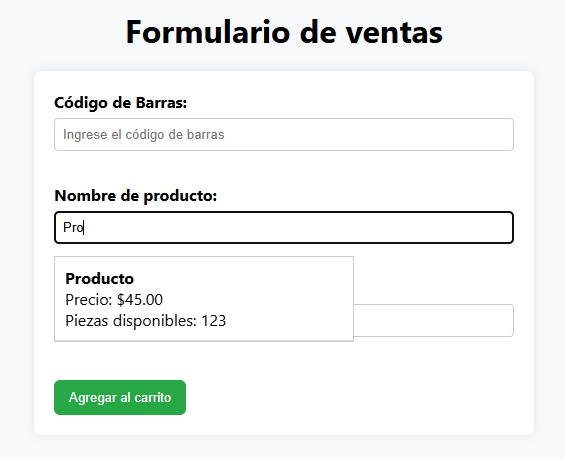 Formulario de ventas
Código de Barras:
Ingrese el código de barras
Nombre de producto:
Pro
Producto
Precio: $45.00
Piezas disponibles: 123
Agregar al carrito